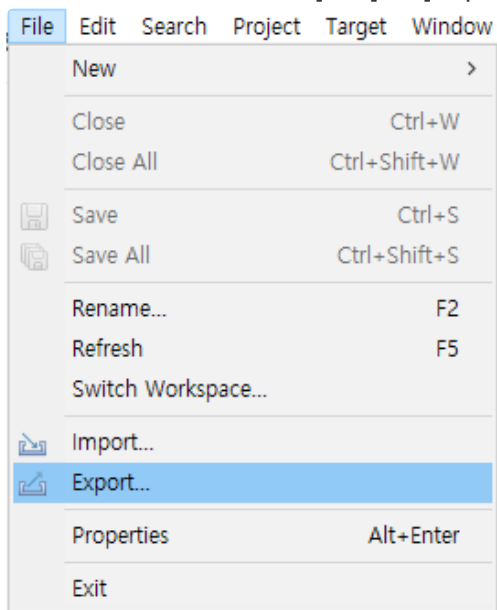 File Edit Search Project Target Window
New >
Close Ctrl+W
Close All Ctrl+Shift+W
Save Ctrl+S
Save All Ctrl+Shift+S
Rename... F2
Refresh F5
Switch Workspace...
Import...
Export...
Properties Alt+Enter
Exit